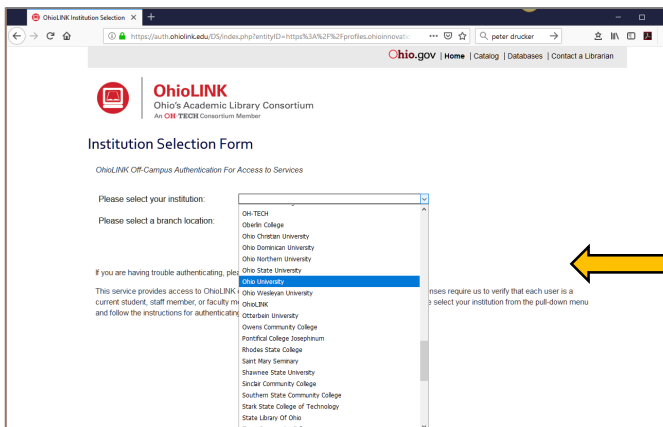 OhioLINK Institution Selection
https://auth.ohiolink.edu/DS/index.php?entityID=https%3A%2F%2Fprofiles.ohioinnovatic
peter drucker
Ohio.gov | Home | Catalog | Databases | Contact a Librarian
OhioLINK
Ohio's Academic Library Consortium
An OH·TECH Consortium Member
Institution Selection Form
OhioLINK Off-Campus Authentication For Access to Services
Please select your institution:
Please select a branch location:
OH-TECH
Oberlin College
Ohio Christian University
Ohio Dominican University
Ohio Northern University
Ohio State University
Ohio University
Ohio Wesleyan University
OhioLINK
Otterbein University
Owens Community College
Pontifical College Josephinum
Rhodes State College
Saint Mary Seminary
Shawnee State University
Sinclair Community College
Southern State Community College
Stark State College of Technology
State Library Of Ohio
If you are having trouble authenticating, plea
This service provides access to OhioLINK enses require us to verify that each user is a
current student, staff member, or faculty me e select your institution from the pull-down menu
and follow the instructions for authenticating